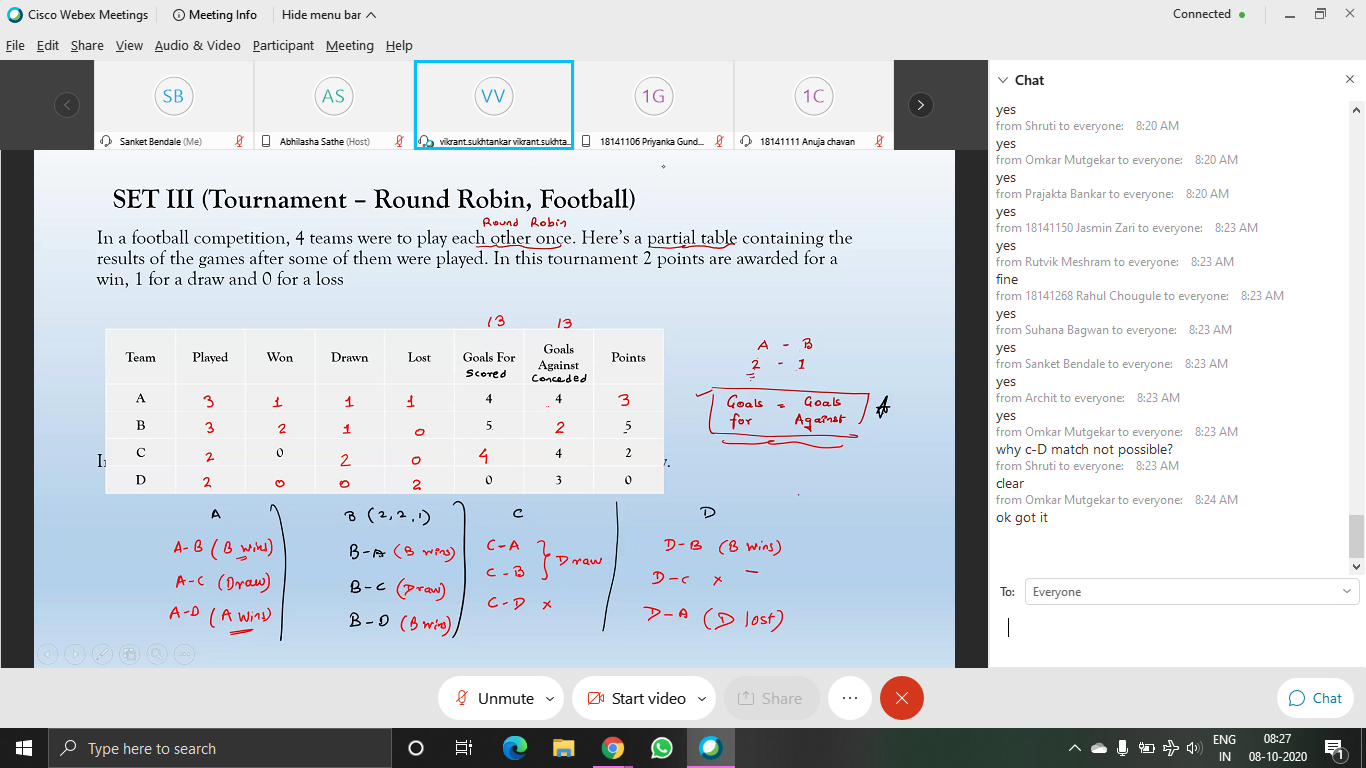 Cisco Webex Meetings
Meeting Info
Hide menu bar
Connected
File Edit Share View Audio & Video Participant Meeting Help
SB
AS
VV
1G
1C
Sanket Bendale (Me)
Abhilasha Sathe (Host)
vikrant.sukhtankar vikrant.sukhta...
18141106 Priyanka Gund...
18141111 Anuja chavan
SET III (Tournament – Round Robin, Football)
Round Robin
In a football competition, 4 teams were to play each other once. Here's a partial table containing the
results of the games after some of them were played. In this tournament 2 points are awarded for a
win, 1 for a draw and 0 for a loss
13 13
Team Played Won Drawn Lost Goals For Scored Goals Against Conceded Points
A 3 1 1 1 4 4 3
B 3 2 1 0 5 2 5
C 2 0 2 0 4 4 2
D 2 0 0 2 0 3 0
A - B
2 - 1
Goals = Goals
for Against
A
A-B (B wins)
A-C (Draw)
A-D (A wins)
B (2,2,1)
B-A (B wins)
B-C (Draw)
B-D (B wins)
C
C-A
C-B
Draw
C-D x
D
D-B (B wins)
D-C x –
D-A (D lost)
Chat
yes
from Shruti to everyone: 8:20 AM
yes
from Omkar Mutgekar to everyone: 8:20 AM
yes
from Prajakta Bankar to everyone: 8:20 AM
yes
from 18141150 Jasmin Zari to everyone: 8:23 AM
yes
from Rutvik Meshram to everyone: 8:23 AM
fine
from 18141268 Rahul Chougule to everyone: 8:23 AM
yes
from Suhana Bagwan to everyone: 8:23 AM
yes
from Sanket Bendale to everyone: 8:23 AM
yes
from Archit to everyone: 8:23 AM
yes
from Omkar Mutgekar to everyone: 8:23 AM
why c-D match not possible?
from Shruti to everyone: 8:23 AM
clear
from Omkar Mutgekar to everyone: 8:24 AM
ok got it
To: Everyone
Unmute
Start video
Share
Chat
Type here to search
ENG
IN
08:27
08-10-2020
1